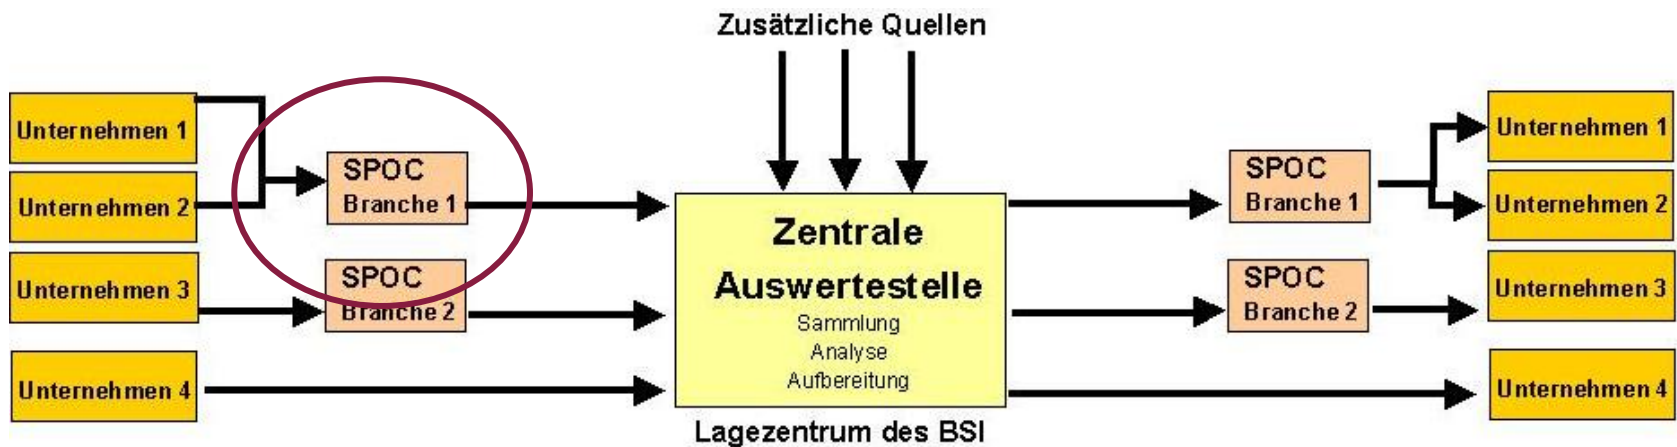 Zusätzliche Quellen
Unternehmen 1
Unternehmen 2
Unternehmen 3
Unternehmen 4
SPOC
Branche 1
SPOC
Branche 2
Zentrale
Auswertestelle
Sammlung
Analyse
Aufbereitung
Lagezentrum des BSI
SPOC
Branche 1
SPOC
Branche 2
Unternehmen 1
Unternehmen 2
Unternehmen 3
Unternehmen 4